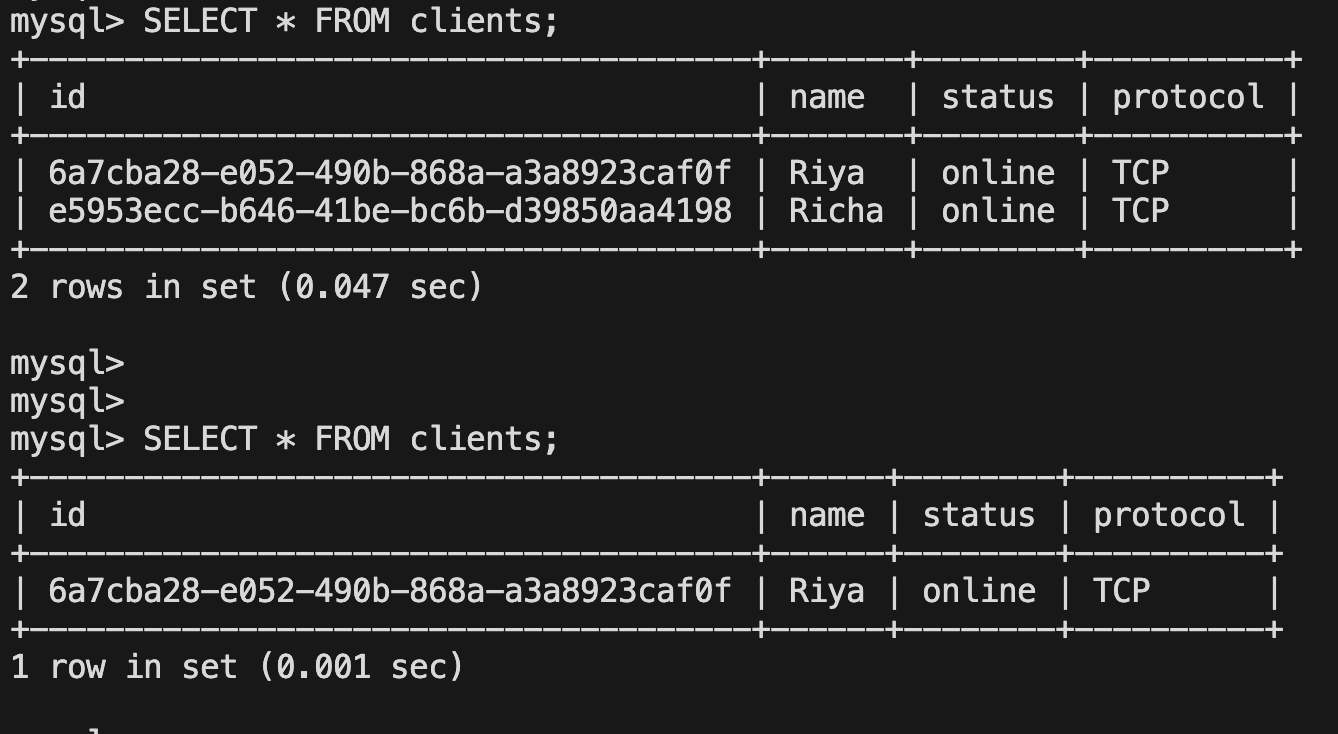 mysql> SELECT * FROM clients;
+--------------------------------------+-------+--------+----------+
| id                                   | name  | status | protocol |
+--------------------------------------+-------+--------+----------+
| 6a7cba28-e052-490b-868a-a3a8923caf0f | Riya  | online | TCP      |
| e5953ecc-b646-41be-bc6b-d39850aa4198 | Richa | online | TCP      |
+--------------------------------------+-------+--------+----------+
2 rows in set (0.047 sec)
mysql>
mysql>
mysql> SELECT * FROM clients;
+--------------------------------------+------+--------+----------+
| id                                   | name | status | protocol |
+--------------------------------------+------+--------+----------+
| 6a7cba28-e052-490b-868a-a3a8923caf0f | Riya | online | TCP      |
+--------------------------------------+------+--------+----------+
1 row in set (0.001 sec)